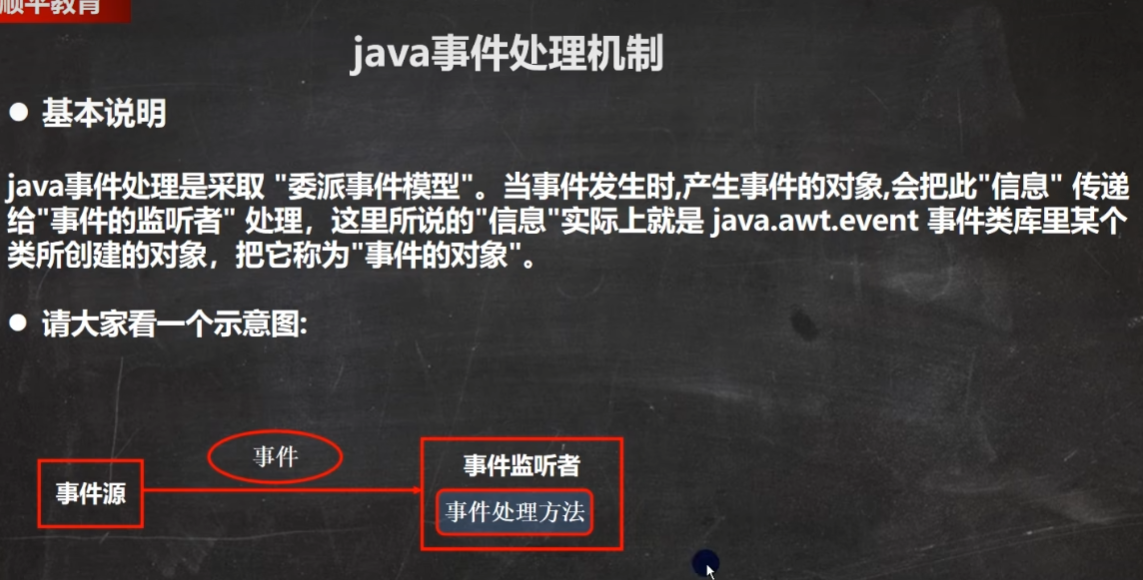 顺平教育
java事件处理机制
● 基本说明
java事件处理是采取 "委派事件模型"。当事件发生时,产生事件的对象,会把此"信息" 传递
给"事件的监听者" 处理，这里所说的"信息"实际上就是 java.awt.event 事件类库里某个
类所创建的对象，把它称为"事件的对象"。
● 请大家看一个示意图:
事件
事件源
事件监听者
事件处理方法